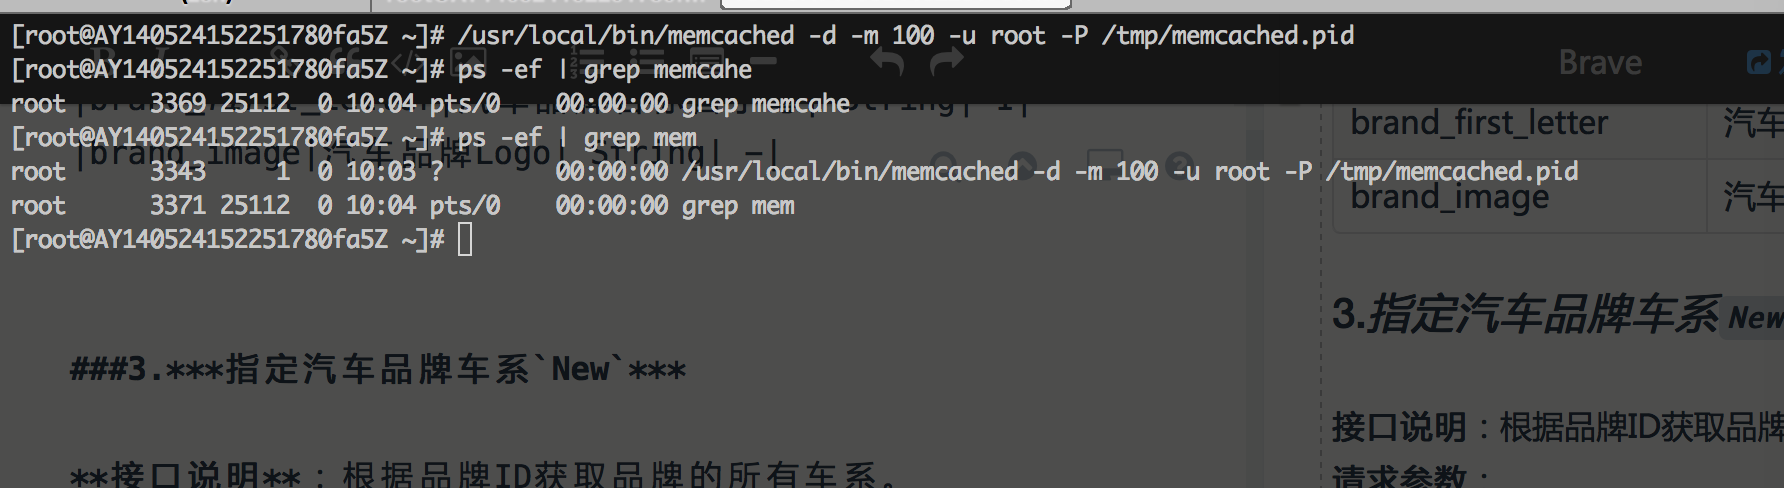 [root@AY140524152251780fa5Z ~]# /usr/local/bin/memcached -d -m 100 -u root -P /tmp/memcached.pid
[root@AY140524152251780fa5Z ~]# ps -ef | grep memcahe
root      3369 25112  0 10:04 pts/0    00:00:00 grep memcahe
[root@AY140524152251780fa5Z ~]# ps -ef | grep mem
root      3343     1  0 10:03 ?        00:00:00 /usr/local/bin/memcached -d -m 100 -u root -P /tmp/memcached.pid
root      3371 25112  0 10:04 pts/0    00:00:00 grep mem
[root@AY140524152251780fa5Z ~]#
|brand_image|汽车品牌Logo| String| -|
###3.***指定汽车品牌车系`New`***
**接口说明**：根据品牌ID获取品牌的所有车系。
Brave
brand_first_letter 汽车
brand_image 汽车
3.指定汽车品牌车系 New
接口说明：根据品牌ID获取品牌
请求参数：